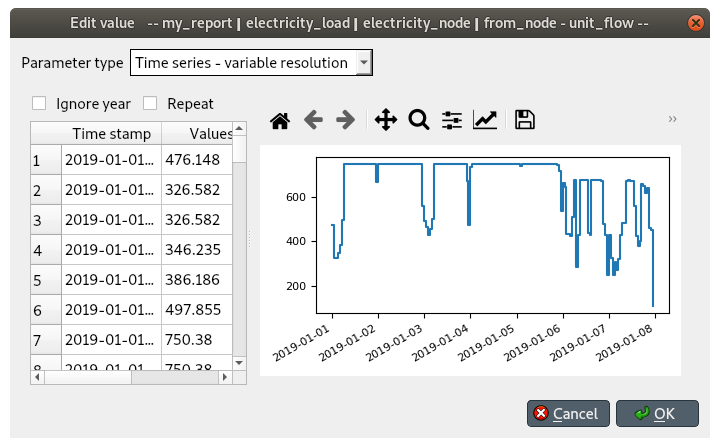 Edit value -- my_report | electricity_load | electricity_node | from_node - unit_flow --
Parameter type Time series - variable resolution
Ignore year Repeat
Time stamp Values
1 2019-01-01... 476.148
2 2019-01-01... 326.582
3 2019-01-01... 326.582
4 2019-01-01... 346.235
5 2019-01-01... 386.186
6 2019-01-01... 497.855
7 2019-01-01... 750.38
8 2019-01-01... 750.38
600
400
200
2019-01-01 2019-01-02 2019-01-03 2019-01-04 2019-01-05 2019-01-06 2019-01-07 2019-01-08
Cancel OK